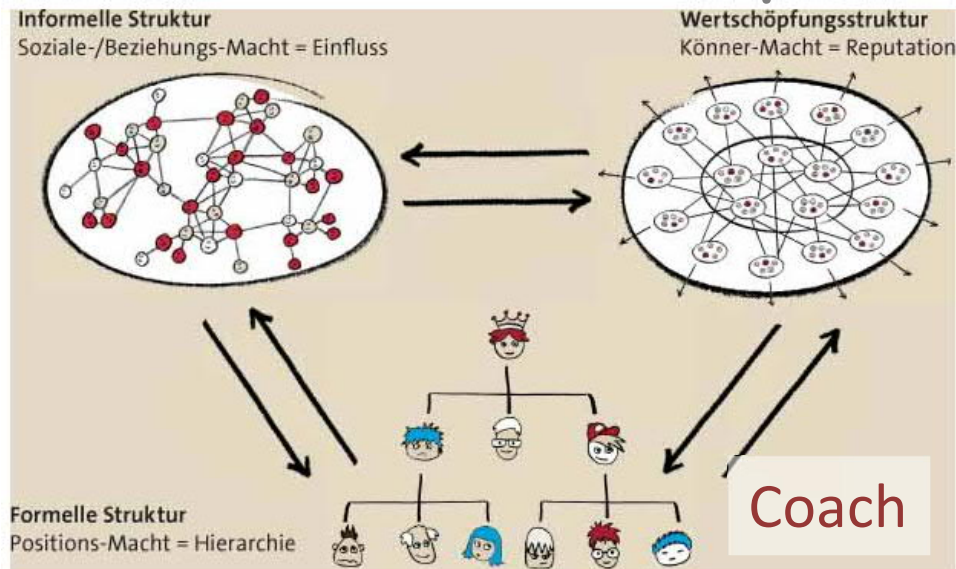 Informelle Struktur
Soziale-/Beziehungs-Macht = Einfluss
Wertschöpfungsstruktur
Könner-Macht = Reputation
Formelle Struktur
Positions-Macht = Hierarchie
Coach